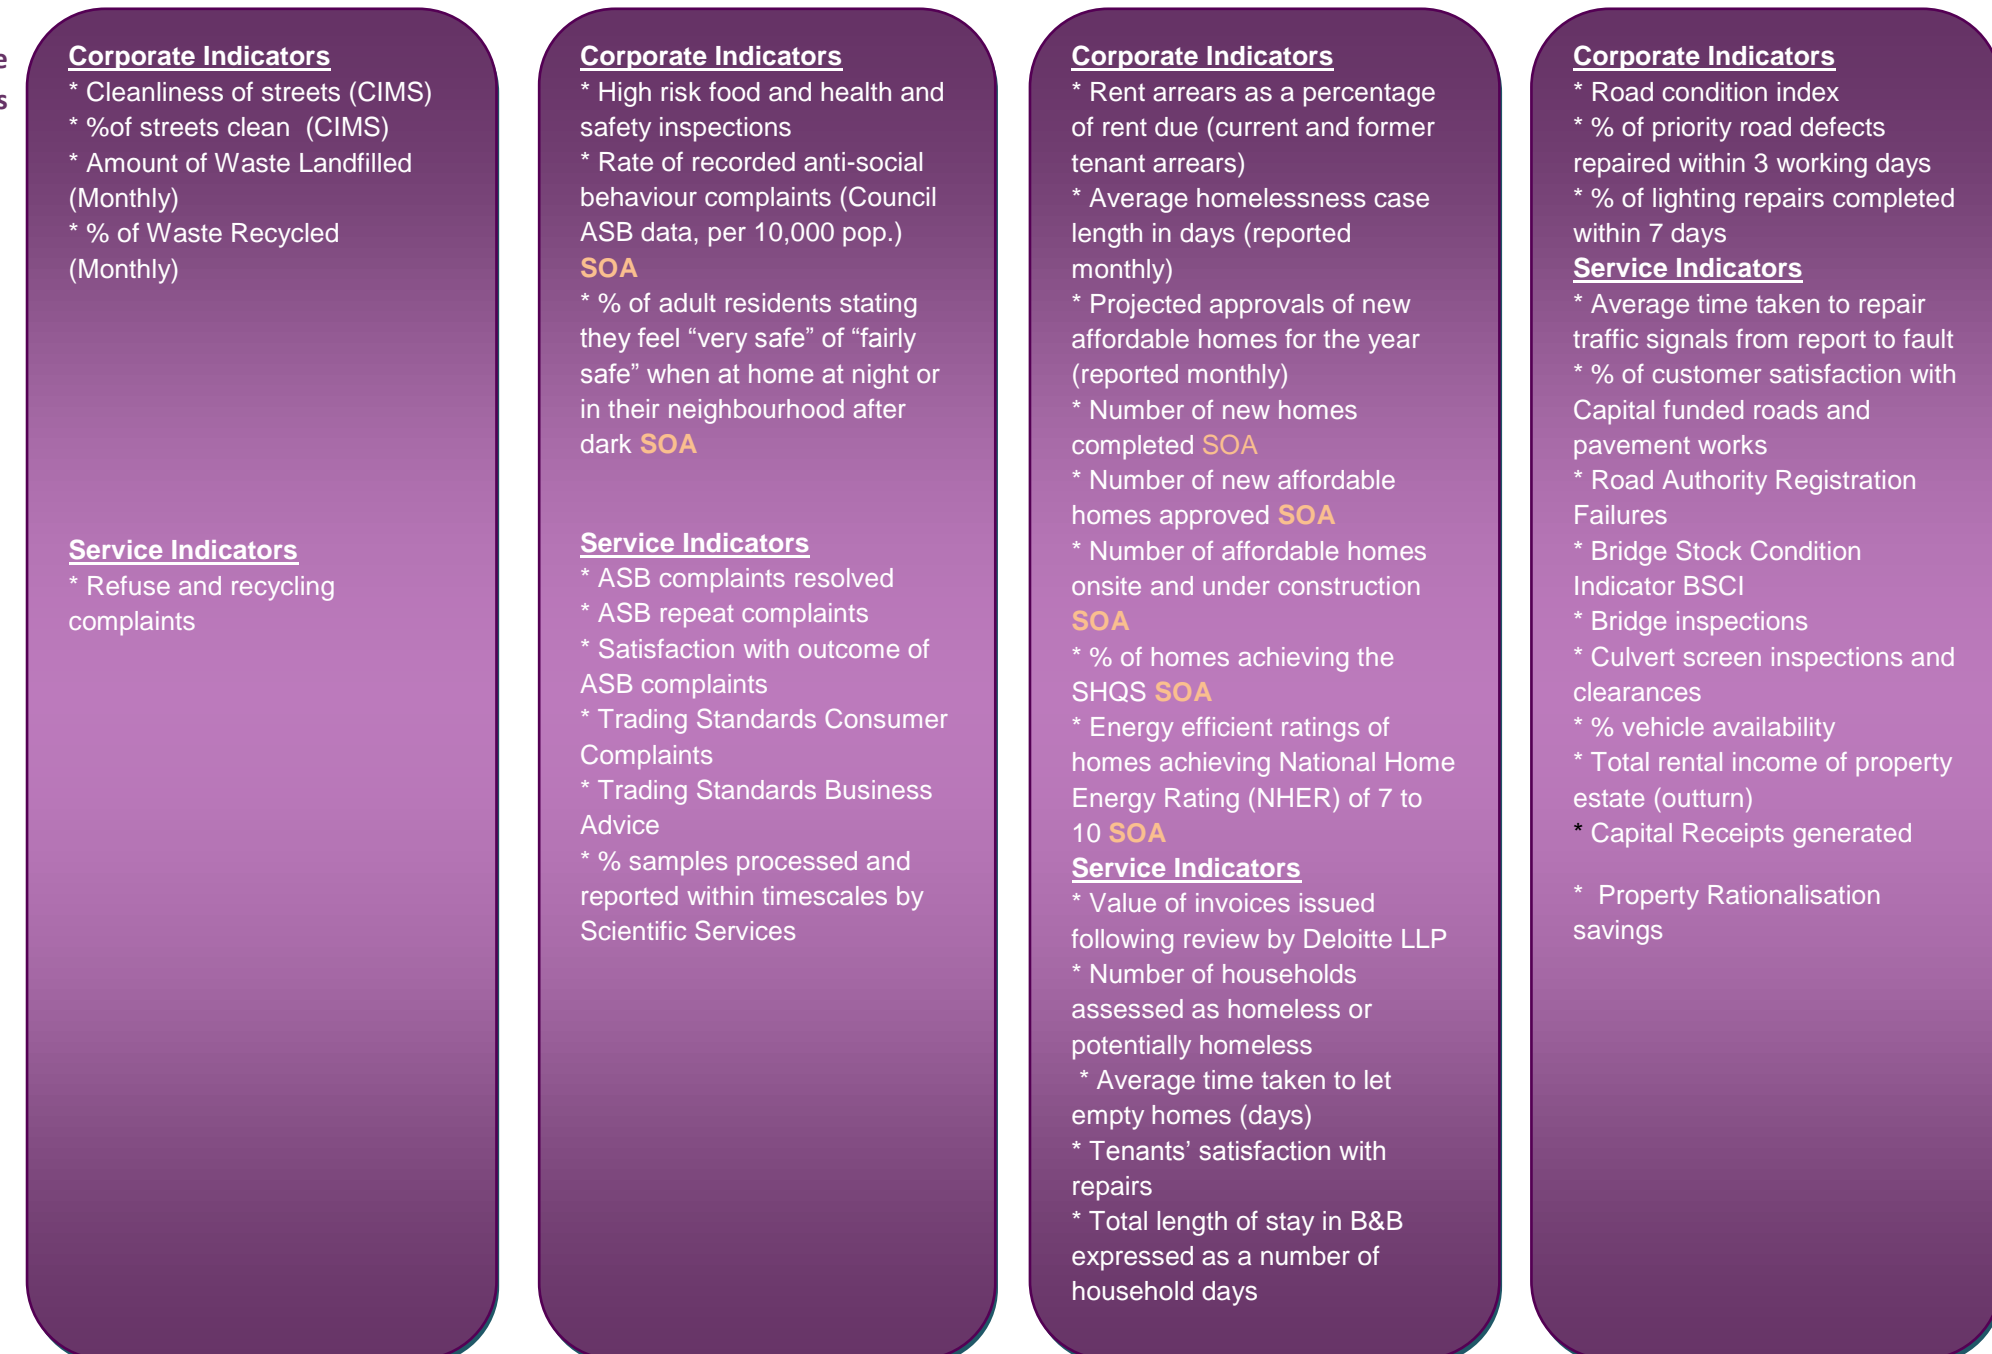 e
s
Corporate Indicators
* Cleanliness of streets (CIMS)
* %of streets clean  (CIMS)
* Amount of Waste Landfilled
(Monthly)
* % of Waste Recycled
(Monthly)
Service Indicators
* Refuse and recycling
complaints
Corporate Indicators
* High risk food and health and
safety inspections
* Rate of recorded anti-social
behaviour complaints (Council
ASB data, per 10,000 pop.)
SOA
* % of adult residents stating
they feel “very safe” of “fairly
safe” when at home at night or
in their neighbourhood after
dark SOA
Service Indicators
* ASB complaints resolved
* ASB repeat complaints
* Satisfaction with outcome of
ASB complaints
* Trading Standards Consumer
Complaints
* Trading Standards Business
Advice
* % samples processed and
reported within timescales by
Scientific Services
Corporate Indicators
* Rent arrears as a percentage
of rent due (current and former
tenant arrears)
* Average homelessness case
length in days (reported
monthly)
* Projected approvals of new
affordable homes for the year
(reported monthly)
* Number of new homes
completed SOA
* Number of new affordable
homes approved SOA
* Number of affordable homes
onsite and under construction
SOA
* % of homes achieving the
SHQS SOA
* Energy efficient ratings of
homes achieving National Home
Energy Rating (NHER) of 7 to
10 SOA
Service Indicators
* Value of invoices issued
following review by Deloitte LLP
* Number of households
assessed as homeless or
potentially homeless
* Average time taken to let
empty homes (days)
* Tenants’ satisfaction with
repairs
* Total length of stay in B&B
expressed as a number of
household days
Corporate Indicators
* Road condition index
* % of priority road defects
repaired within 3 working days
* % of lighting repairs completed
within 7 days
Service Indicators
* Average time taken to repair
traffic signals from report to fault
* % of customer satisfaction with
Capital funded roads and
pavement works
* Road Authority Registration
Failures
* Bridge Stock Condition
Indicator BSCI
* Bridge inspections
* Culvert screen inspections and
clearances
* % vehicle availability
* Total rental income of property
estate (outturn)
* Capital Receipts generated
*  Property Rationalisation
savings